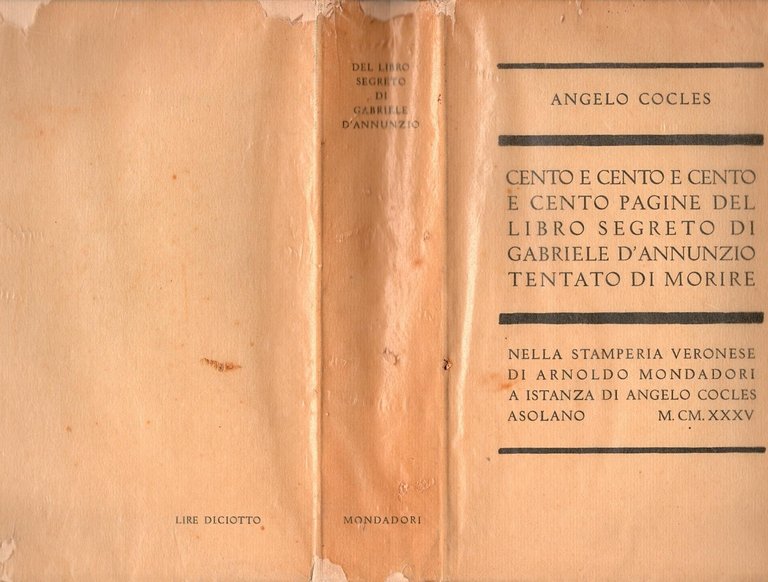 LIRE DICIOTTO
DEL LIBRO
SEGRETO
DI
GABRIELE
D'ANNUNZIO
MONDADORI
ANGELO COCLES
CENTO E CENTO E CENTO
E CENTO PAGINE DEL
LIBRO SEGRETO DI
GABRIELE D'ANNUNZIO
TENTATO DI MORIRE
NELLA STAMPERIA VERONESE
DI ARNOLDO MONDADORI
A ISTANZA DI ANGELO COCLES
ASOLANO M.CM.XXXV